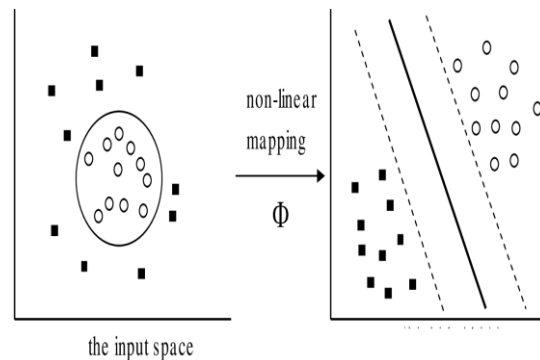 non-linear
mapping
Φ
the input space